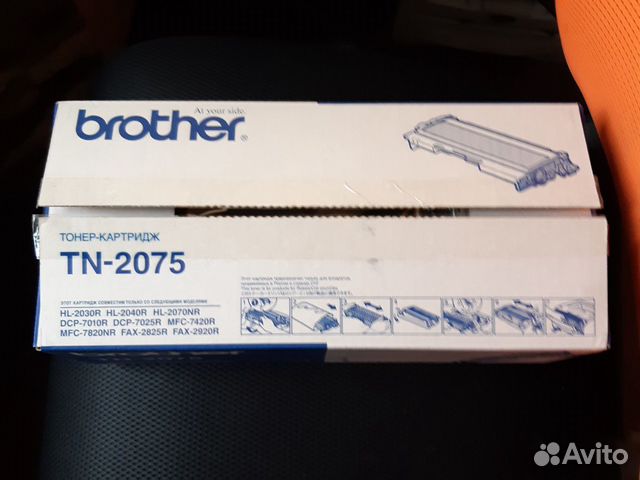 At your side.
brother®
ТОНЕР-КАРТРИДЖ
TN-2075
ЭТОТ КАРТРИДЖ СОВМЕСТИМ ТОЛЬКО СО СЛЕДУЮЩИМИ МОДЕЛЯМИ:
HL-2030R HL-2040R HL-2070NR
DCP-7010R DCP-7025R MFC-7420R
MFC-7820NR FAX-2825R FAX-2920R
Avito